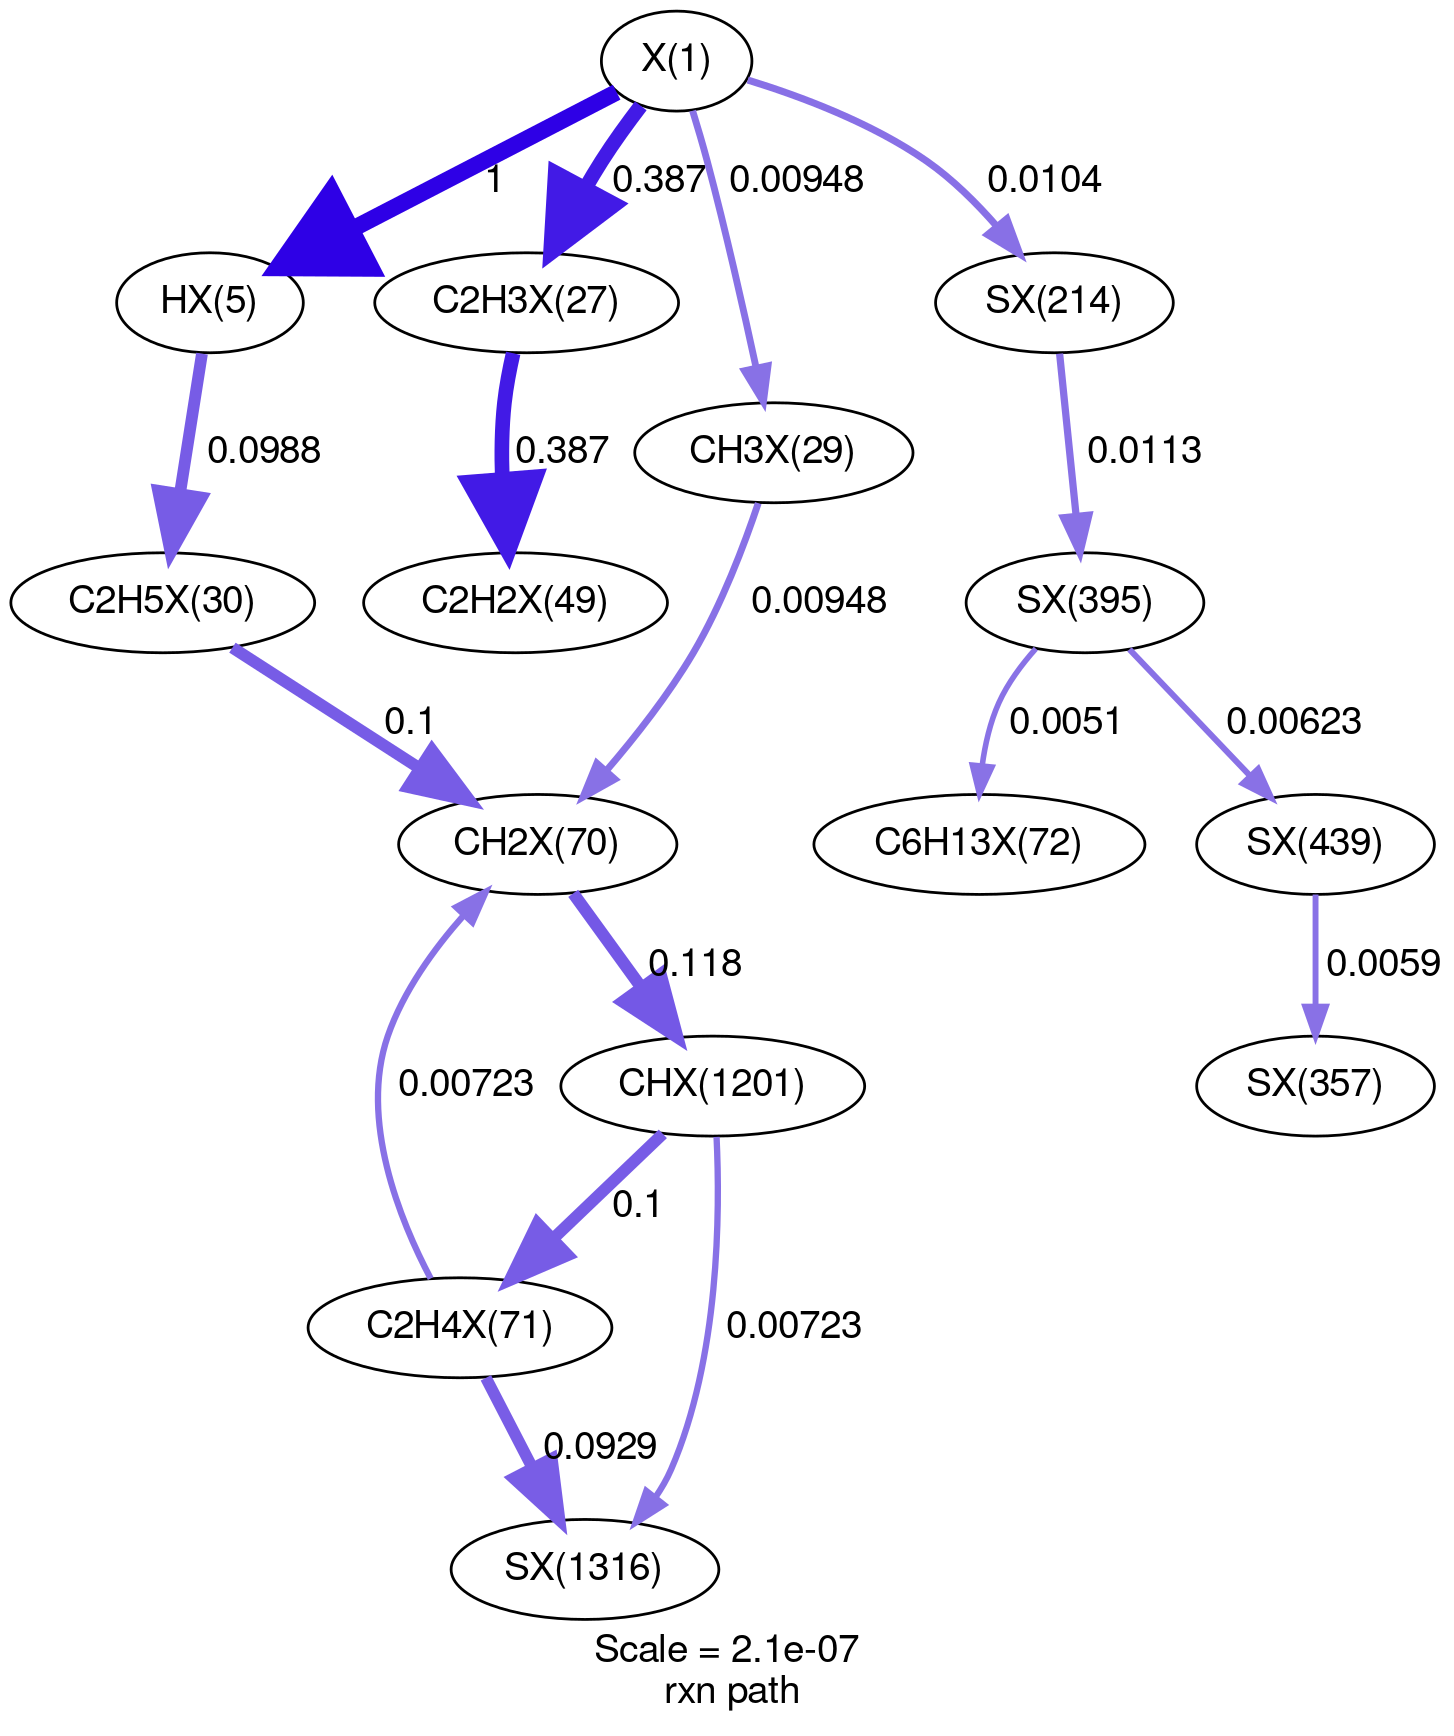 X(1)
1
0.387
0.00948
0.0104
HX(5)
C2H3X(27)
SX(214)
0.0988
0.387
CH3X(29)
0.0113
C2H5X(30)
C2H2X(49)
0.00948
SX(395)
0.1
0.0051
0.00623
CH2X(70)
C6H13X(72)
SX(439)
0.118
0.0059
0.00723
CHX(1201)
SX(357)
0.1
C2H4X(71)
0.00723
0.0929
SX(1316)
Scale = 2.1e-07
rxn path